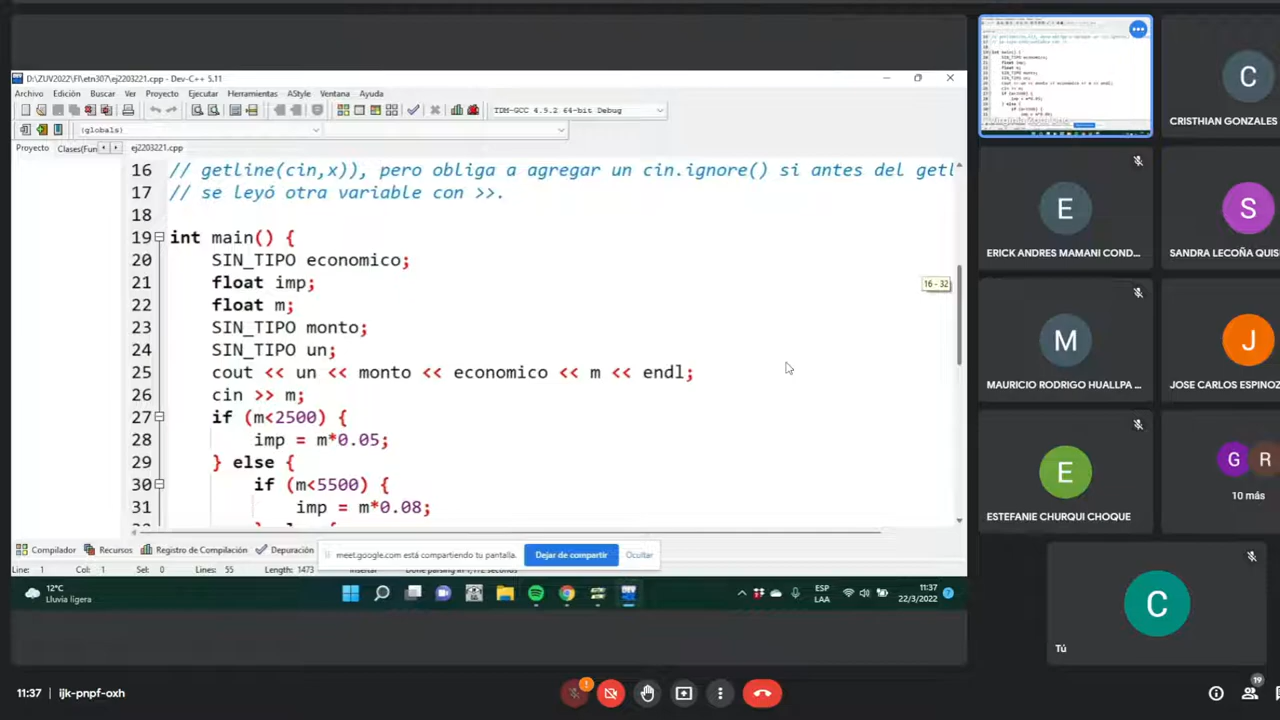 D:\ZUV2022\FI\etn307\ej2203221.cpp - Dev-C++ 5.11
Archivo Edición Buscar Ver Proyecto Ejecutar Herramientas AStyle Ventana Ayuda
TDM-GCC 4.9.2 64-bit Debug
(globals)
Proyecto Clases(Fun
ej2203221.cpp
16 // getline(cin,x)), pero obliga a agregar un cin.ignore() si antes del getl
17 // se leyó otra variable con >>.
18
19 int main() {
20 SIN_TIPO economico;
21 float imp;
22 float m;
23 SIN_TIPO monto;
24 SIN_TIPO un;
25 cout << un << monto << economico << m << endl;
26 cin >> m;
27 if (m<2500) {
28 imp = m*0.05;
29 } else {
30 if (m<5500) {
31 imp = m*0.08;
16 - 32
Compilador Recursos Registro de Compilación Depuración
meet.google.com está compartiendo tu pantalla. Dejar de compartir Ocultar
Line: 1 Col: 1 Sel: 0 Lines: 55 Length: 1473
12°C
Lluvia ligera
ESP
LAA
11:37
22/3/2022
C
CRISTHIAN GONZALES
E
ERICK ANDRES MAMANI COND...
S
SANDRA LECOÑA QUIS
M
MAURICIO RODRIGO HUALLPA ...
J
JOSE CARLOS ESPINOZ
E
ESTEFANIE CHURQUI CHOQUE
G R
10 más
C
Tú
11:37 | ijk-pnpf-oxh
19